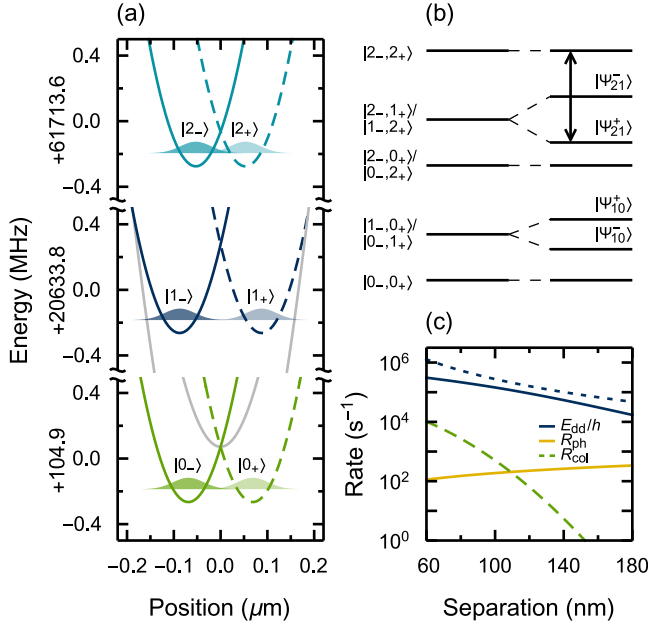 (a)
Energy (MHz)
+61713.6
0.4
0.0
−0.4
|2₋⟩
|2₊⟩
+20633.8
0.4
0.0
−0.4
|1₋⟩
|1₊⟩
+104.9
0.4
0.0
−0.4
|0₋⟩
|0₊⟩
−0.2
−0.1
0.0
0.1
0.2
Position (μm)
(b)
|2₋,2₊⟩
|2₋,1₊⟩/
|1₋,2₊⟩
|2₋,0₊⟩/
|0₋,2₊⟩
|1₋,0₊⟩/
|0₋,1₊⟩
|0₋,0₊⟩
|Ψ₂₁⁻⟩
|Ψ₂₁⁺⟩
|Ψ₁₀⁺⟩
|Ψ₁₀⁻⟩
(c)
Rate (s⁻¹)
10⁶
10⁴
10²
10⁰
E_dd/h
R_ph
R_col
60
100
140
180
Separation (nm)